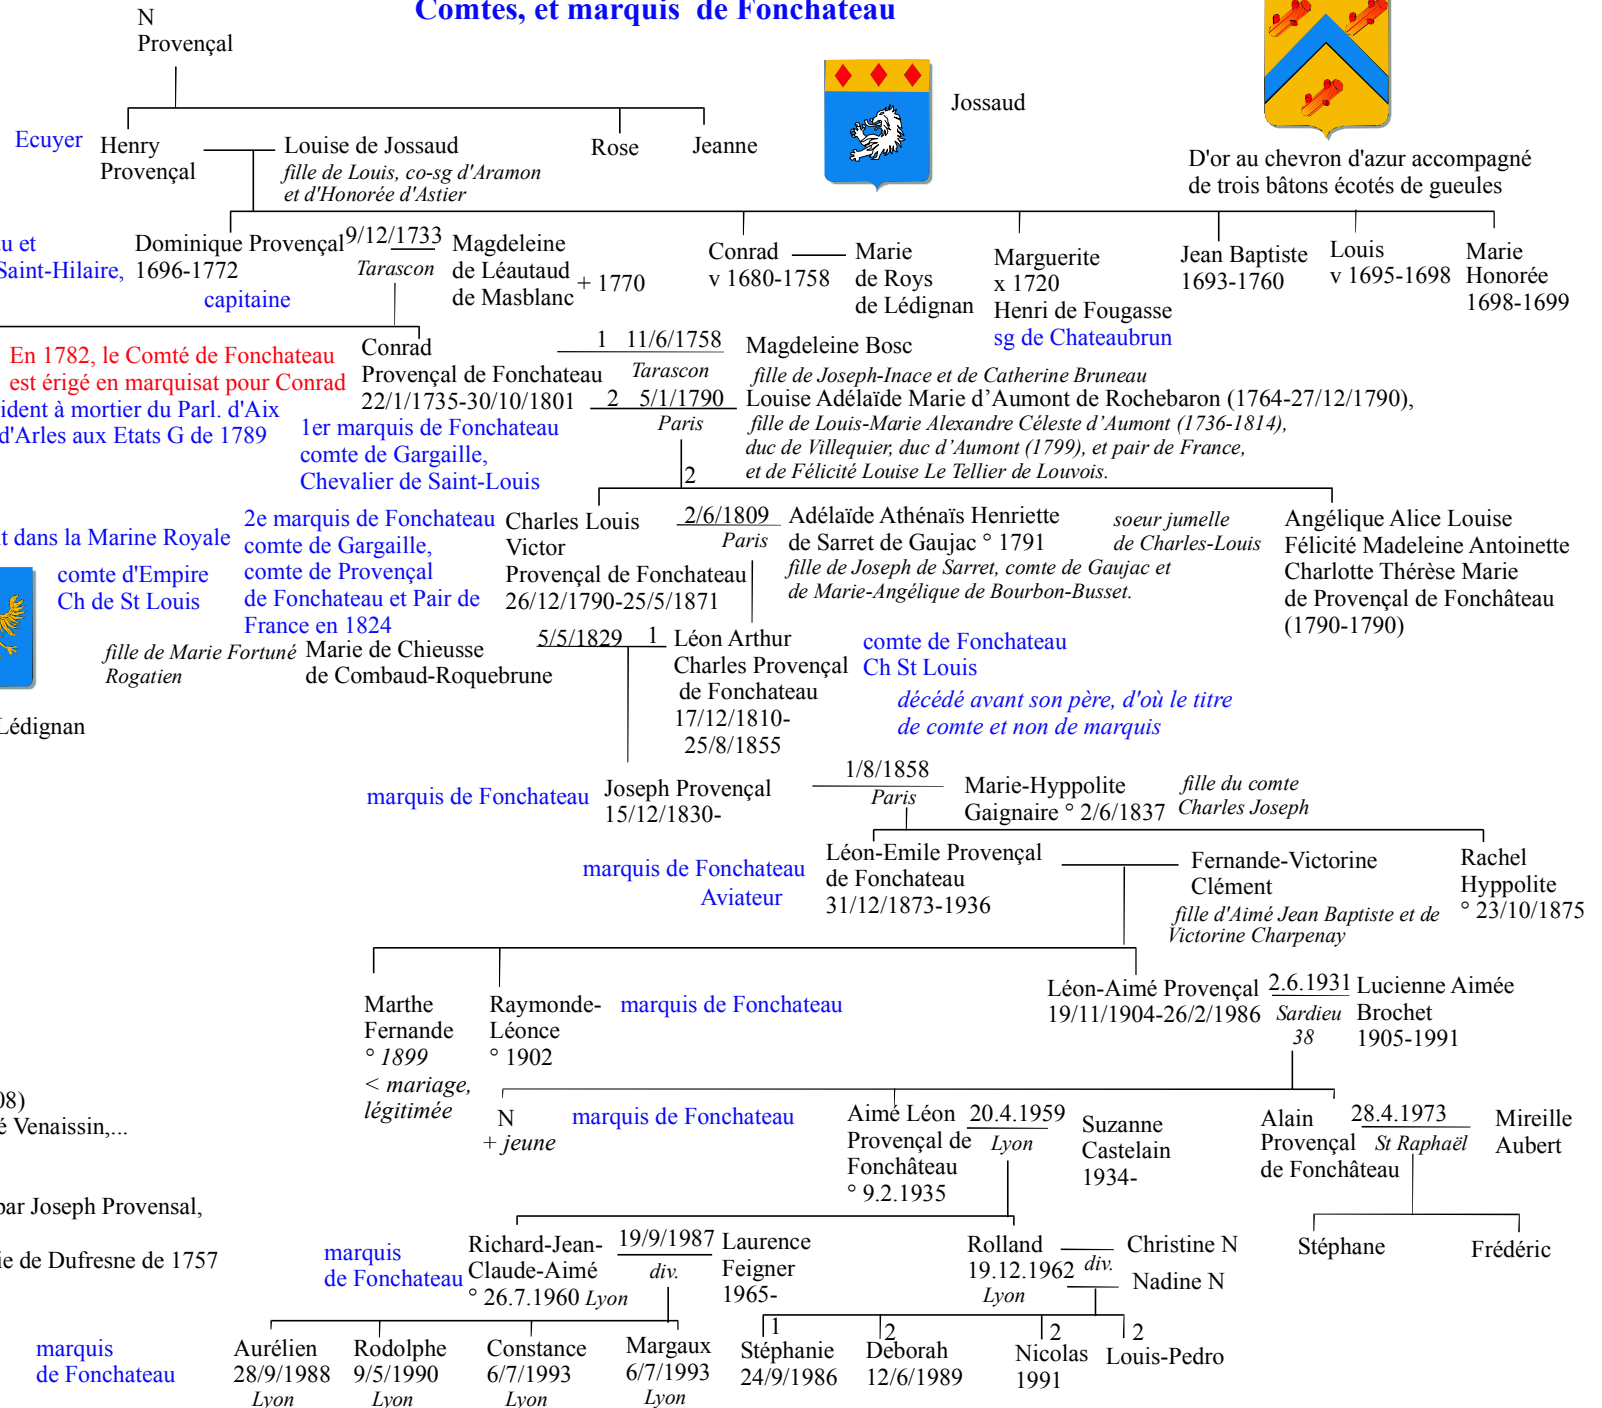 Comtes, et marquis  de Fonchateau
N
Provençal
Jossaud
D'or au chevron d'azur accompagné
de trois bâtons écotés de gueules
Ecuyer
Henry
Provençal
Louise de Jossaud
fille de Louis, co-sg d'Aramon
et d'Honorée d'Astier
Rose
Jeanne
u et
Saint-Hilaire,
Dominique Provençal
1696-1772
capitaine
9/12/1733
Tarascon
Magdeleine
de Léautaud
de Masblanc
+ 1770
Conrad
v 1680-1758
Marie
de Roys
de Lédignan
Marguerite
x 1720
Henri de Fougasse
sg de Chateaubrun
Jean Baptiste
1693-1760
Louis
v 1695-1698
Marie
Honorée
1698-1699
En 1782, le Comté de Fonchateau
est érigé en marquisat pour Conrad
ident à mortier du Parl. d'Aix
d'Arles aux Etats G de 1789
Conrad
Provençal de Fonchateau
22/1/1735-30/10/1801
1er marquis de Fonchateau
comte de Gargaille,
Chevalier de Saint-Louis
1 11/6/1758
Tarascon
Magdeleine Bosc
fille de Joseph-Inace et de Catherine Bruneau
2 5/1/1790
Paris
Louise Adélaïde Marie d’Aumont de Rochebaron (1764-27/12/1790),
fille de Louis-Marie Alexandre Céleste d’Aumont (1736-1814),
duc de Villequier, duc d’Aumont (1799), et pair de France,
et de Félicité Louise Le Tellier de Louvois.
2
t dans la Marine Royale
comte d'Empire
Ch de St Louis
2e marquis de Fonchateau
comte de Gargaille,
comte de Provençal
de Fonchateau et Pair de
France en 1824
Charles Louis
Victor
Provençal de Fonchateau
26/12/1790-25/5/1871
2/6/1809
Paris
Adélaïde Athénaïs Henriette
de Sarret de Gaujac ° 1791
fille de Joseph de Sarret, comte de Gaujac et
de Marie-Angélique de Bourbon-Busset.
soeur jumelle
de Charles-Louis
Angélique Alice Louise
Félicité Madeleine Antoinette
Charlotte Thérèse Marie
de Provençal de Fonchâteau
(1790-1790)
fille de Marie Fortuné
Rogatien
Marie de Chieusse
de Combaud-Roquebrune
5/5/1829 1
Léon Arthur
Charles Provençal
de Fonchateau
17/12/1810-
25/8/1855
comte de Fonchateau
Ch St Louis
décédé avant son père, d'où le titre
de comte et non de marquis
Lédignan
marquis de Fonchateau
Joseph Provençal
15/12/1830-
1/8/1858
Paris
Marie-Hyppolite
Gaignaire ° 2/6/1837
fille du comte
Charles Joseph
marquis de Fonchateau
Aviateur
Léon-Emile Provençal
de Fonchateau
31/12/1873-1936
Fernande-Victorine
Clément
fille d'Aimé Jean Baptiste et de
Victorine Charpenay
Rachel
Hyppolite
° 23/10/1875
Marthe
Fernande
° 1899
< mariage,
légitimée
Raymonde-
Léonce
° 1902
marquis de Fonchateau
Léon-Aimé Provençal
19/11/1904-26/2/1986
2.6.1931
Sardieu
38
Lucienne Aimée
Brochet
1905-1991
08)
é Venaissin,...
N
+ jeune
marquis de Fonchateau
Aimé Léon
Provençal de
Fonchâteau
° 9.2.1935
20.4.1959
Lyon
Suzanne
Castelain
1934-
Alain
Provençal
de Fonchâteau
28.4.1973
St Raphaël
Mireille
Aubert
par Joseph Provensal,
ie de Dufresne de 1757
marquis
de Fonchateau
Richard-Jean-
Claude-Aimé
° 26.7.1960 Lyon
19/9/1987
div.
Laurence
Feigner
1965-
Rolland
19.12.1962
Lyon
div.
Christine N
Nadine N
Stéphane
Frédéric
marquis
de Fonchateau
Aurélien
28/9/1988
Lyon
Rodolphe
9/5/1990
Lyon
Constance
6/7/1993
Lyon
Margaux
6/7/1993
Lyon
1
Stéphanie
24/9/1986
2
Déborah
12/6/1989
2
Nicolas
1991
2
Louis-Pedro